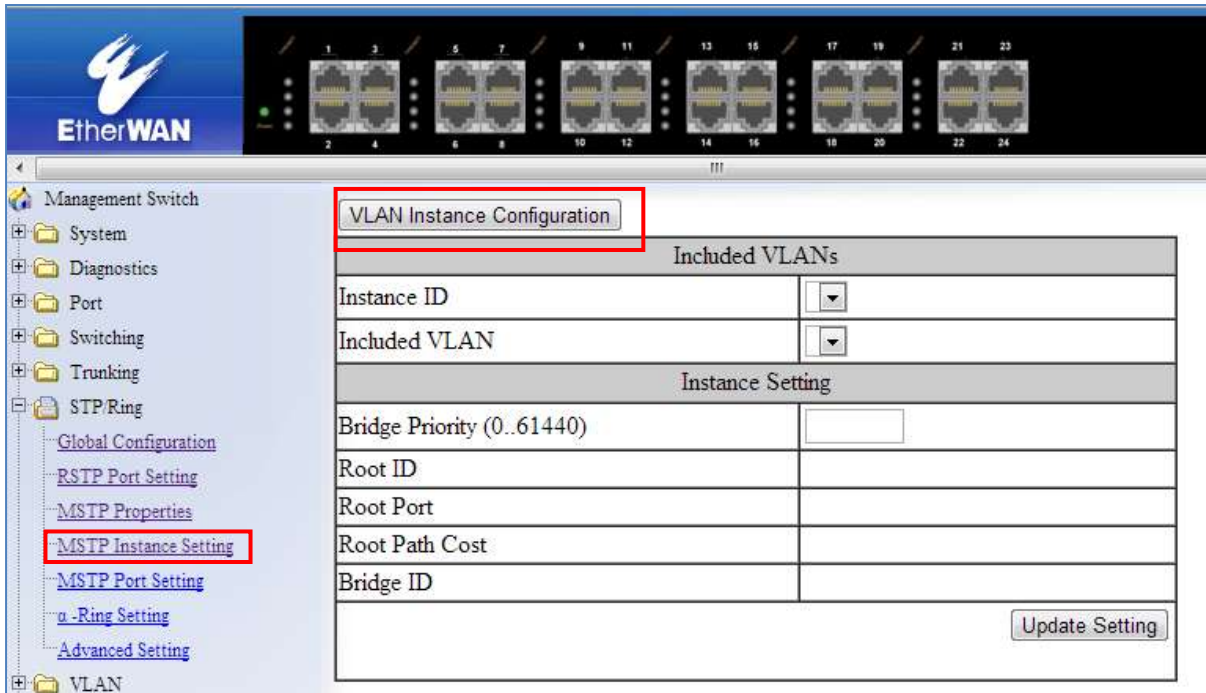 1 3 5 7 9 11 13 15 17 19 21 23
EtherWAN
2 4 6 8 10 12 14 16 18 20 22 24
Management Switch
System
Diagnostics
Port
Switching
Trunking
STP/Ring
Global Configuration
RSTP Port Setting
MSTP Properties
MSTP Instance Setting
MSTP Port Setting
α -Ring Setting
Advanced Setting
VLAN
VLAN Instance Configuration
Included VLANs
Instance ID
Included VLAN
Instance Setting
Bridge Priority (0..61440)
Root ID
Root Port
Root Path Cost
Bridge ID
Update Setting